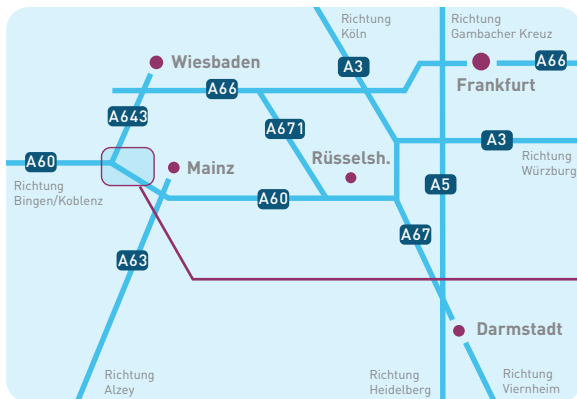 Richtung
Köln
Richtung
Gambacher Kreuz
Wiesbaden
A3
A66
Frankfurt
A66
A643
A671
A3
A60
Mainz
Rüsselsh.
Richtung
Würzburg
Richtung
Bingen/Koblenz
A60
A5
A67
A63
Darmstadt
Richtung
Alzey
Richtung
Heidelberg
Richtung
Viernheim